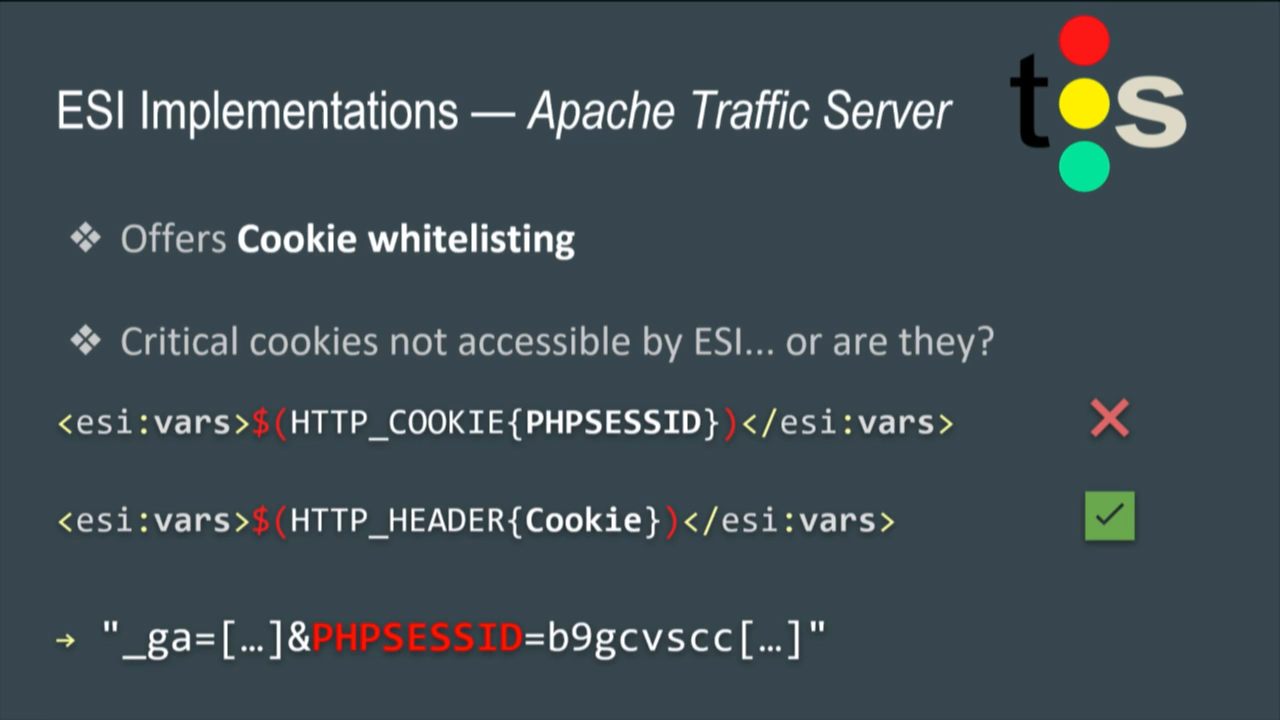 ESI Implementations — Apache Traffic Server
ts
❖ Offers Cookie whitelisting
❖ Critical cookies not accessible by ESI... or are they?
<esi:vars>$(HTTP_COOKIE{PHPSESSID})</esi:vars>
<esi:vars>$(HTTP_HEADER{Cookie})</esi:vars>
→ "_ga=[…]&PHPSESSID=b9gcvscc[…]"